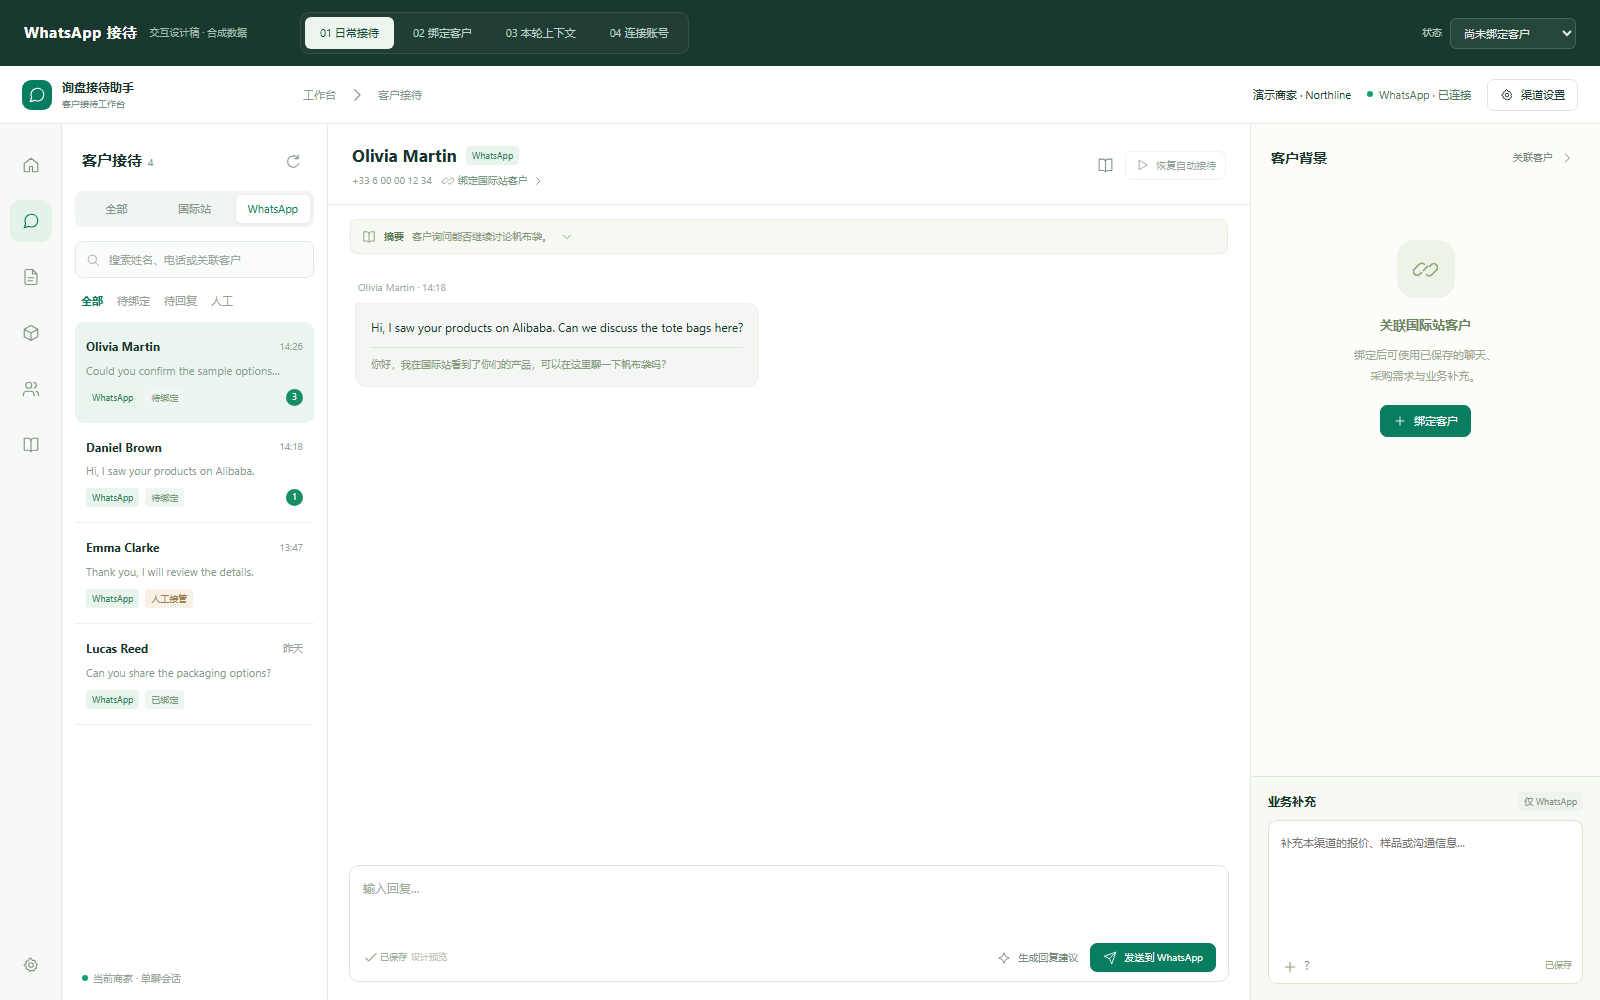 WhatsApp 接待
交互设计稿 · 合成数据
01 日常接待
02 绑定客户
03 本轮上下文
04 连接账号
状态
尚未绑定客户
询盘接待助手
客户接待工作台
工作台
客户接待
演示商家 · Northline
WhatsApp · 已连接
渠道设置
客户接待 4
全部
国际站
WhatsApp
搜索姓名、电话或关联客户
全部
待绑定
待回复
人工
Olivia Martin
14:26
Could you confirm the sample options...
WhatsApp
待绑定
3
Daniel Brown
14:18
Hi, I saw your products on Alibaba.
WhatsApp
待绑定
1
Emma Clarke
13:47
Thank you, I will review the details.
WhatsApp
人工接管
Lucas Reed
昨天
Can you share the packaging options?
WhatsApp
已绑定
当前商家 · 单聊会话
Olivia Martin
WhatsApp
+33 6 00 00 12 34
绑定国际站客户
恢复自动接待
摘要
客户询问能否继续讨论帆布袋。
Olivia Martin · 14:18
Hi, I saw your products on Alibaba. Can we discuss the tote bags here?
你好，我在国际站看到了你们的产品，可以在这里聊一下帆布袋吗？
输入回复...
已保存 设计预览
生成回复建议
发送到 WhatsApp
客户背景
关联客户
关联国际站客户
绑定后可使用已保存的聊天、
采购需求与业务补充。
绑定客户
业务补充
仅 WhatsApp
补充本渠道的报价、样品或沟通信息...
?
已保存